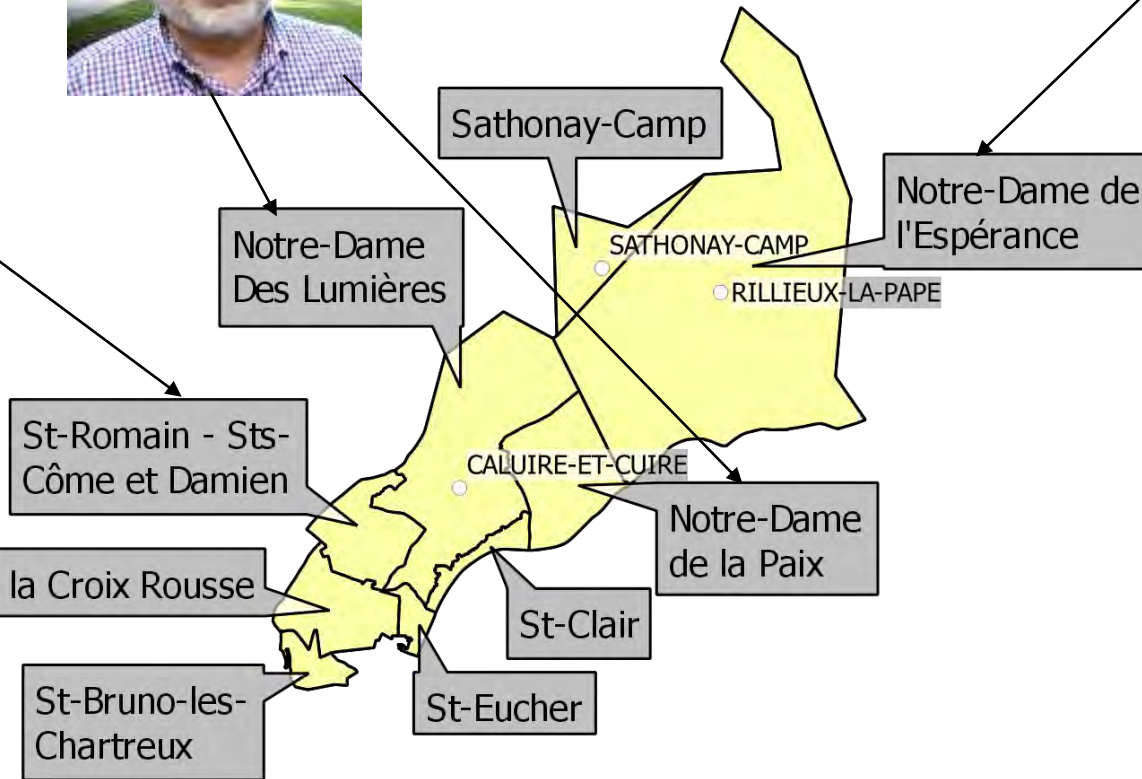 Sathonay-Camp
Notre-Dame de
l'Espérance
Notre-Dame
Des Lumières
SATHONAY-CAMP
RILLIEUX-LA-PAPE
St-Romain - Sts-
Côme et Damien
CALUIRE-ET-CUIRE
Notre-Dame
de la Paix
la Croix Rousse
St-Clair
St-Bruno-les-
Chartreux
St-Eucher